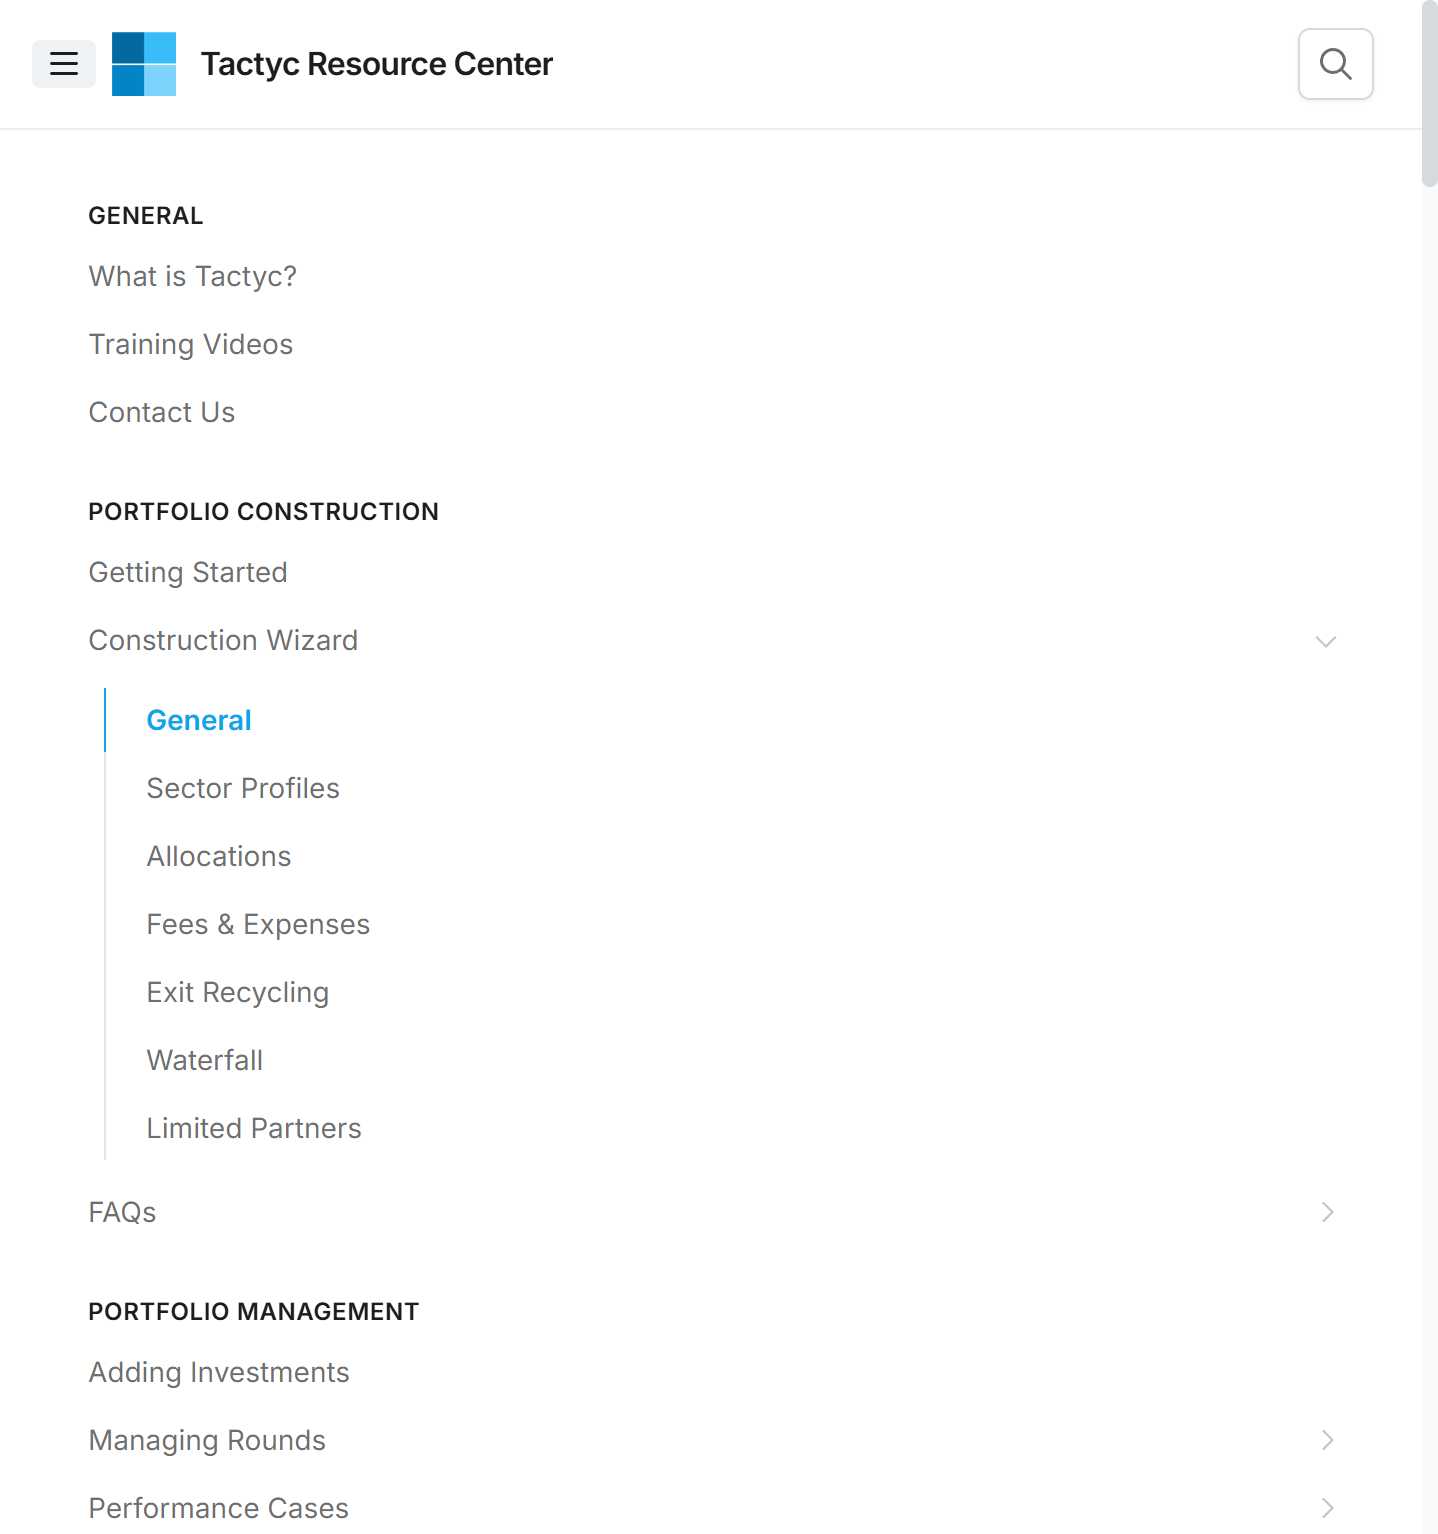 Tactyc Resource Center
GENERAL
What is Tactyc?
Training Videos
Contact Us
PORTFOLIO CONSTRUCTION
Getting Started
Construction Wizard
General
Sector Profiles
Allocations
Fees & Expenses
Exit Recycling
Waterfall
Limited Partners
FAQs
PORTFOLIO MANAGEMENT
Adding Investments
Managing Rounds
Performance Cases